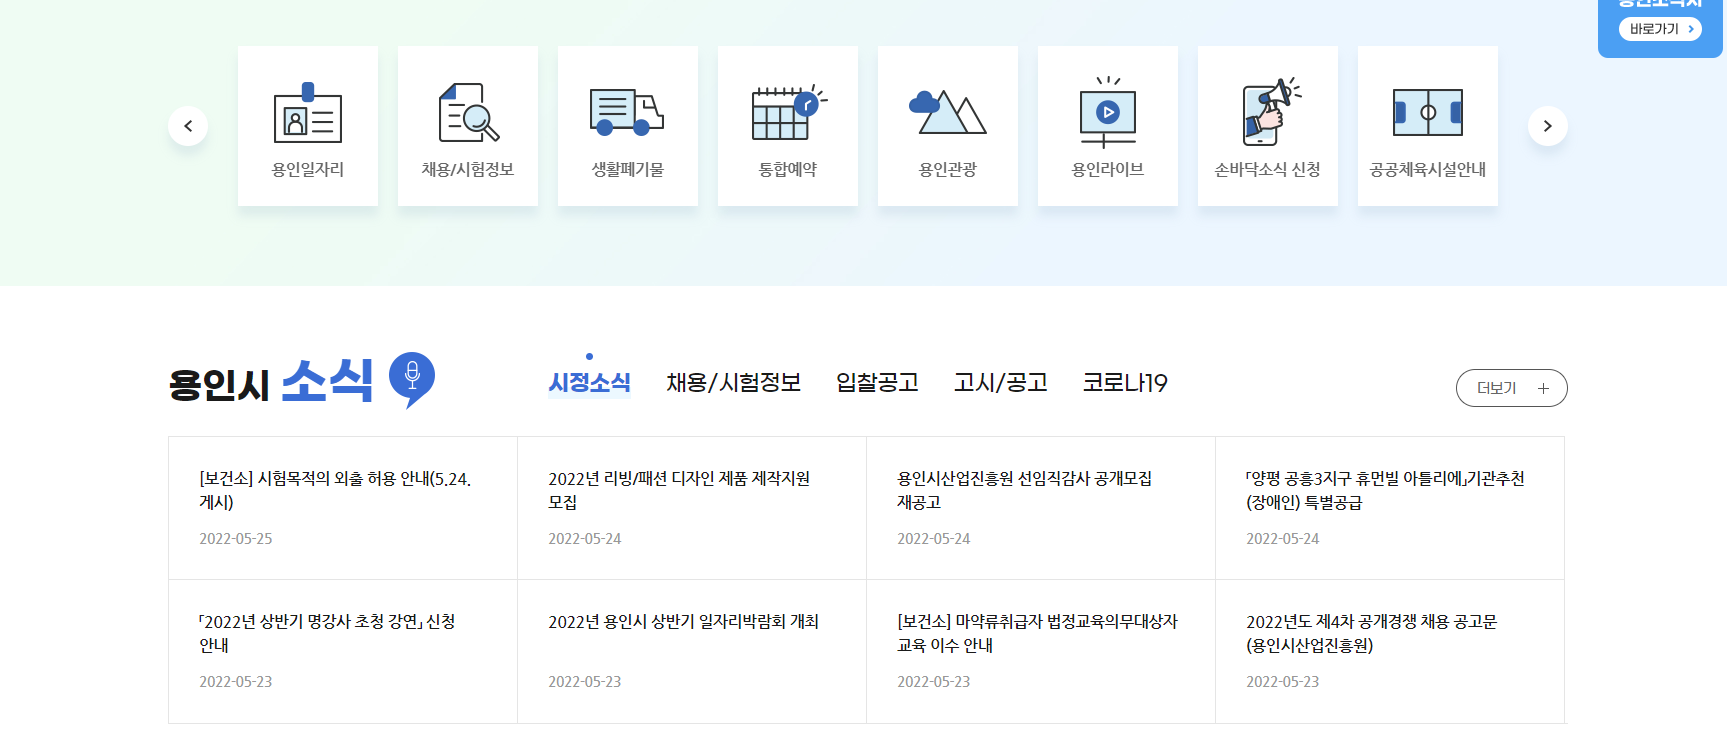 용인소식지
바로가기
용인일자리
채용/시험정보
생활폐기물
통합예약
용인관광
용인라이브
손바닥소식 신청
공공체육시설안내
용인시 소식
시정소식
채용/시험정보
입찰공고
고시/공고
코로나19
더보기
[보건소] 시험목적의 외출 허용 안내(5.24.
게시)
2022-05-25
2022년 리빙/패션 디자인 제품 제작지원
모집
2022-05-24
용인시산업진흥원 선임직감사 공개모집
재공고
2022-05-24
「양평 공흥3지구 휴먼빌 아틀리에」기관추천
(장애인) 특별공급
2022-05-24
「2022년 상반기 명강사 초청 강연」 신청
안내
2022-05-23
2022년 용인시 상반기 일자리박람회 개최
2022-05-23
[보건소] 마약류취급자 법정교육의무대상자
교육 이수 안내
2022-05-23
2022년도 제4차 공개경쟁 채용 공고문
(용인시산업진흥원)
2022-05-23